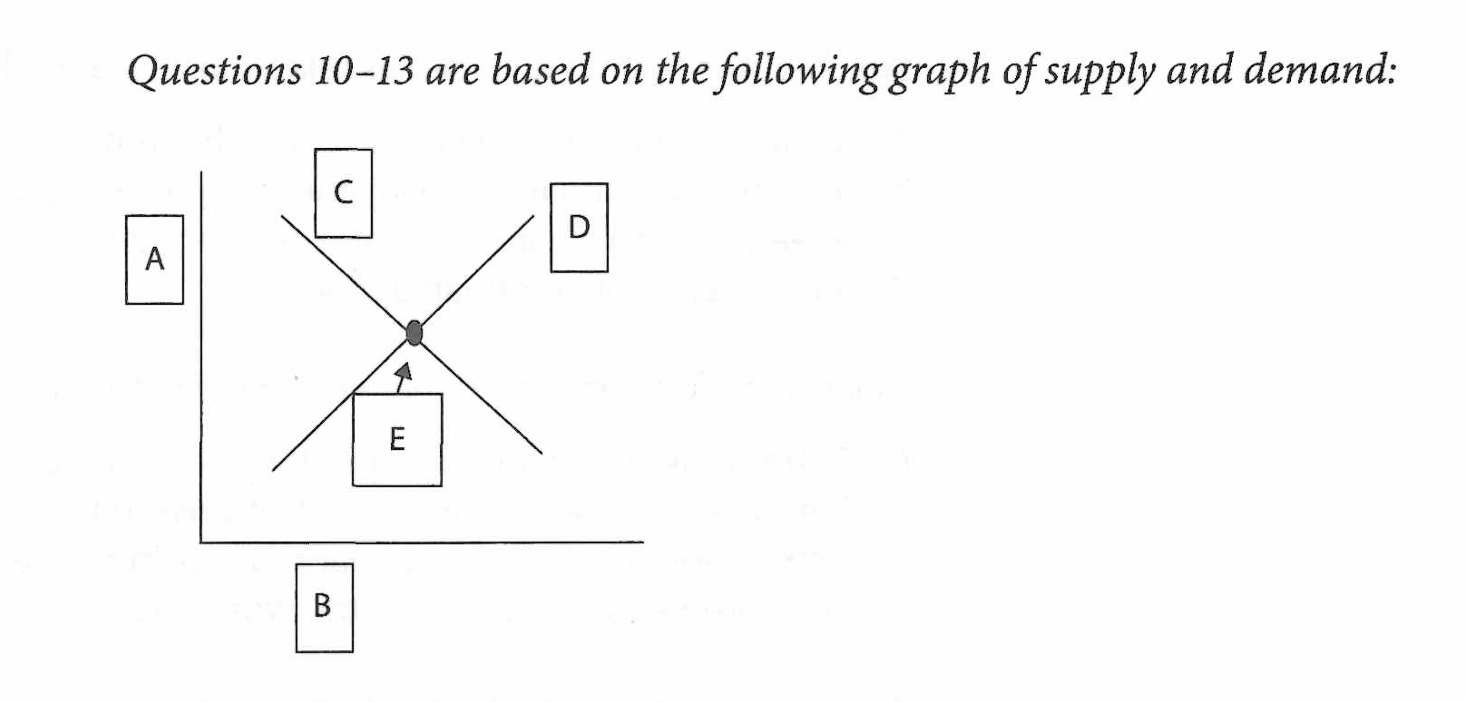 Questions 10–13 are based on the following graph of supply and demand:
C
D
A
E
B